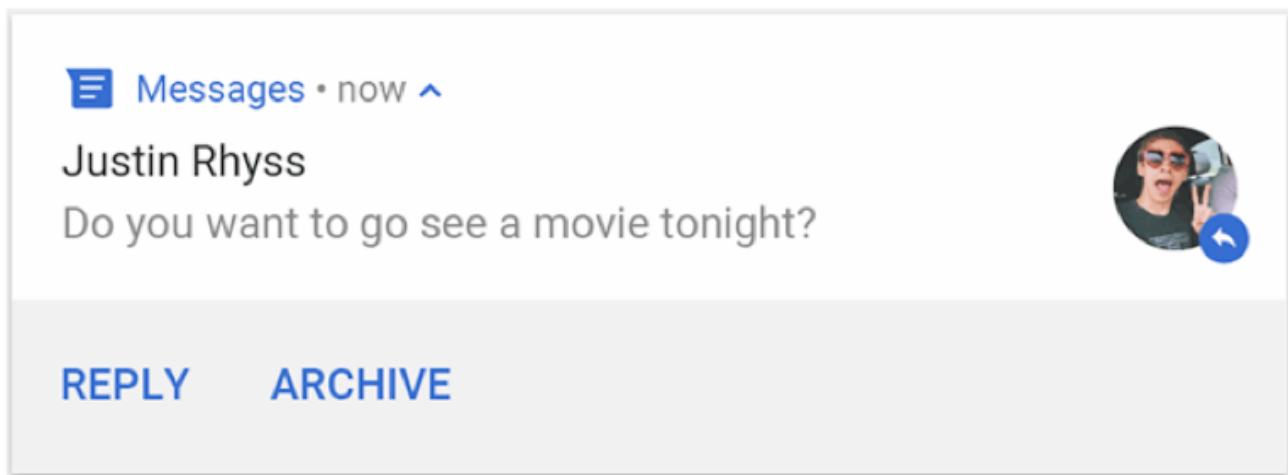 Messages • now
Justin Rhyss
Do you want to go see a movie tonight?
REPLY ARCHIVE